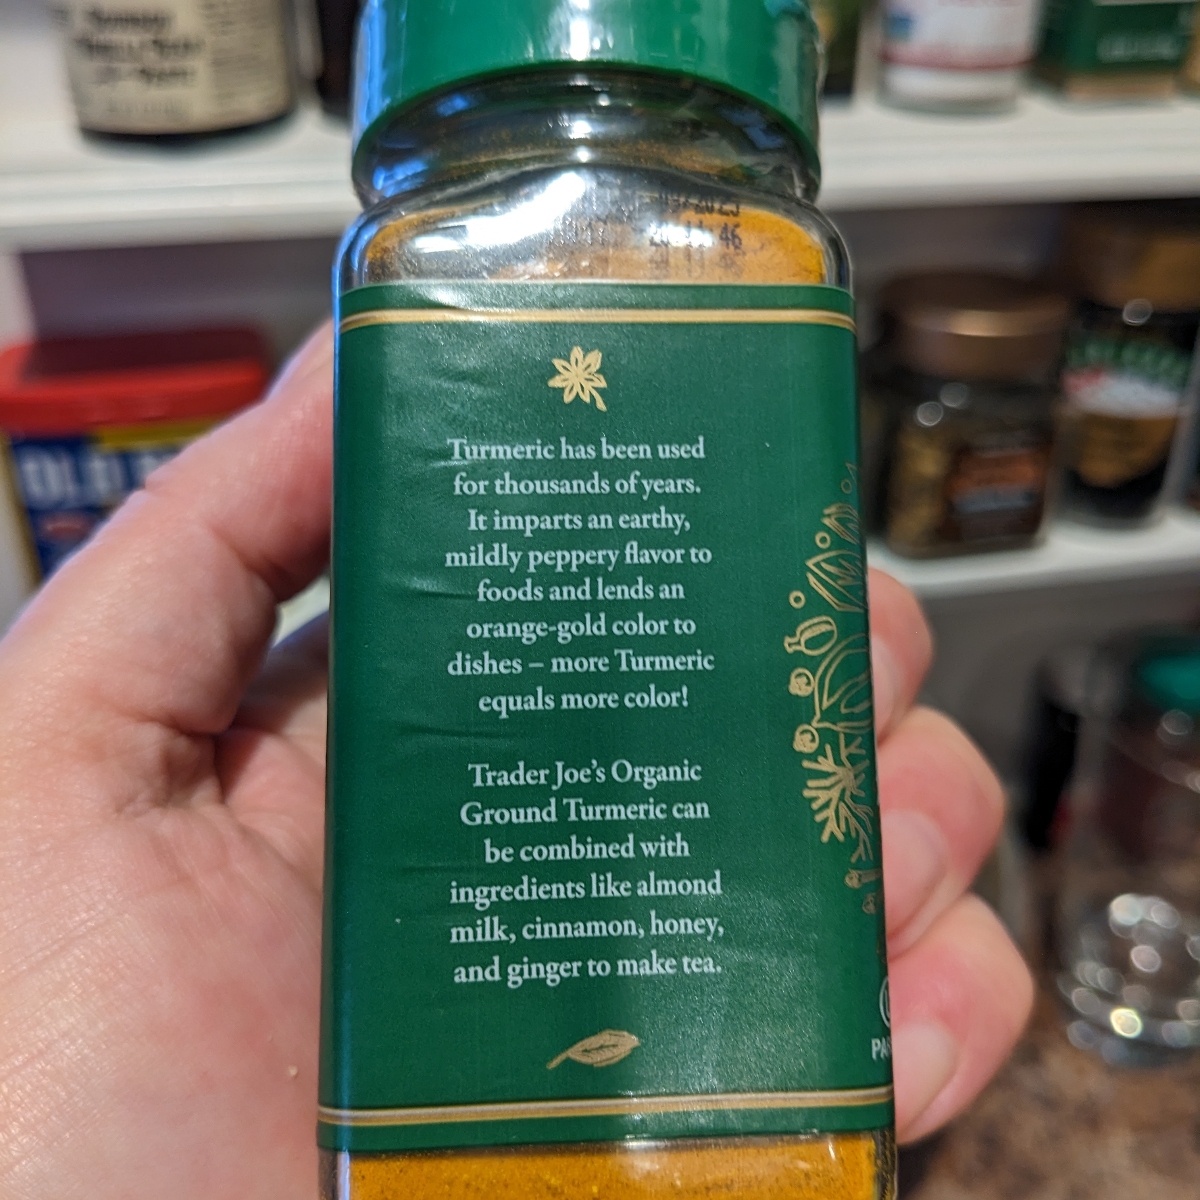 46
Turmeric has been used
for thousands of years.
It imparts an earthy,
mildly peppery flavor to
foods and lends an
orange-gold color to
dishes – more Turmeric
equals more color!
Trader Joe's Organic
Ground Turmeric can
be combined with
ingredients like almond
milk, cinnamon, honey,
and ginger to make tea.
OLD